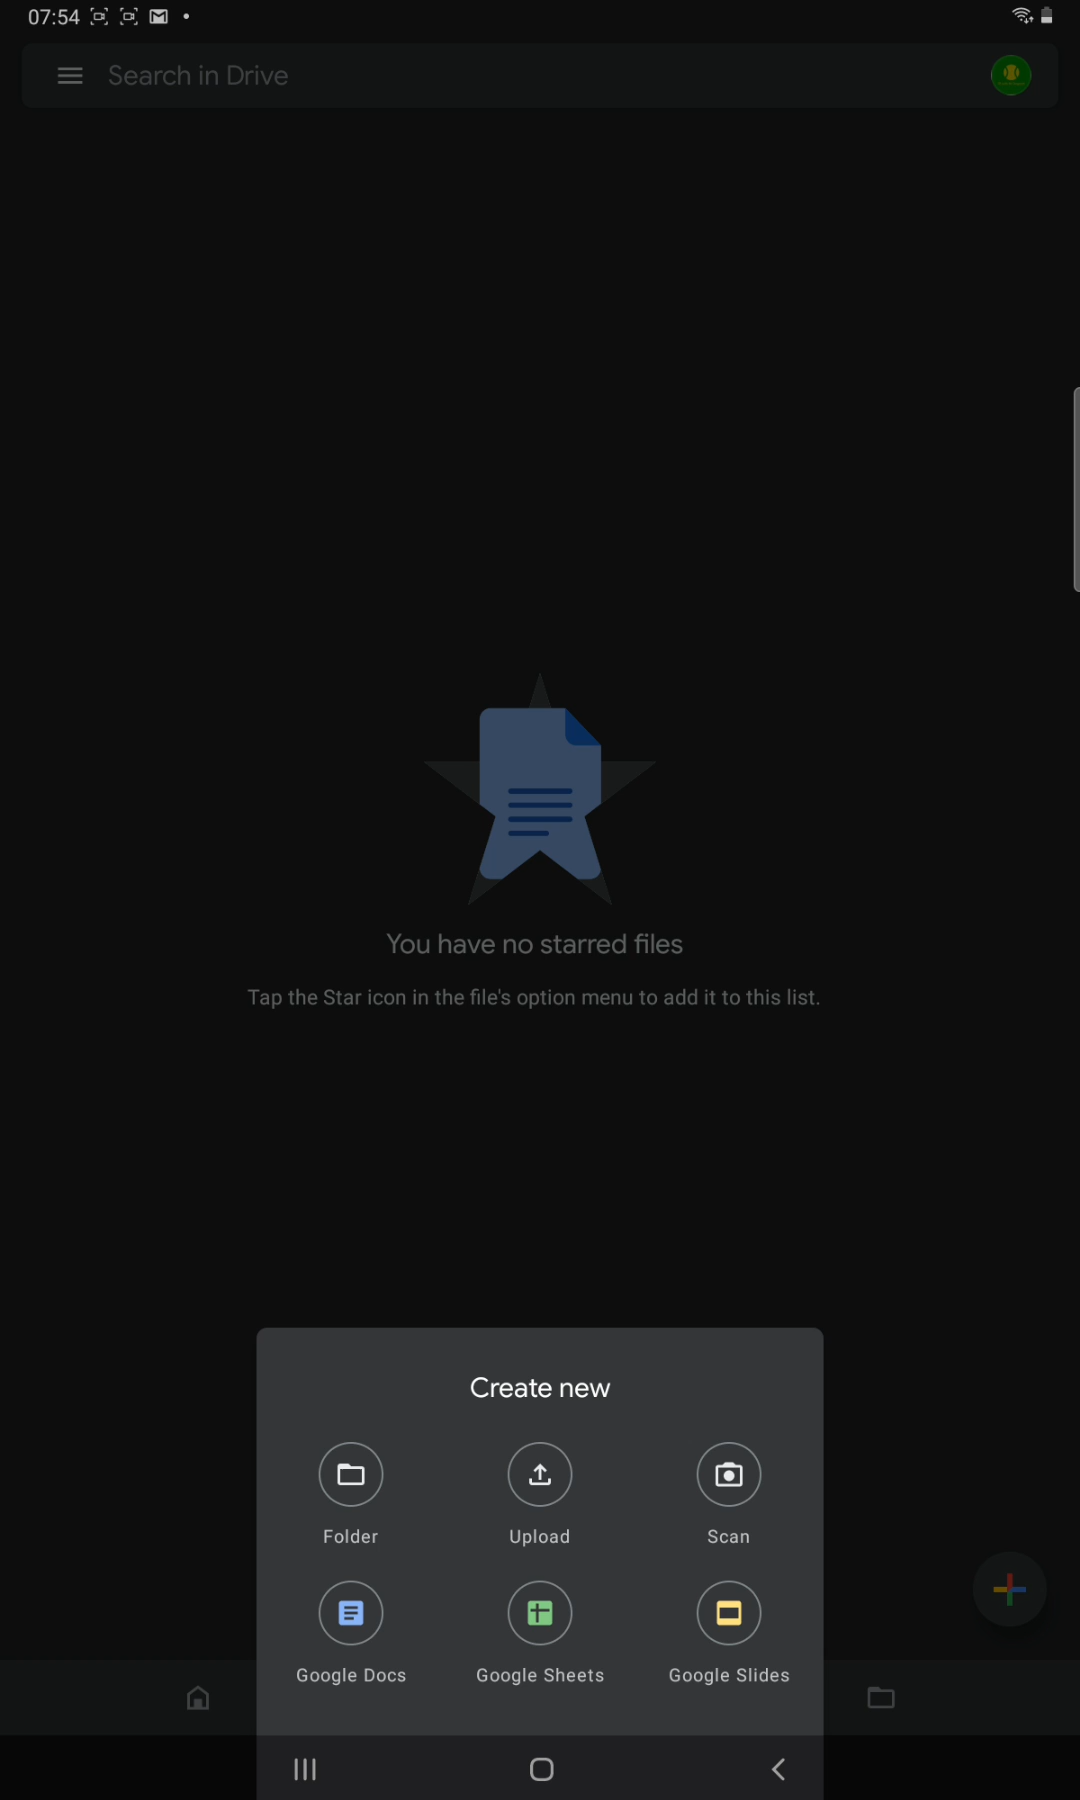 07:54
Search in Drive
You have no starred files
Tap the Star icon in the file's option menu to add it to this list.
Create new
Folder Upload Scan
Google Docs Google Sheets Google Slides